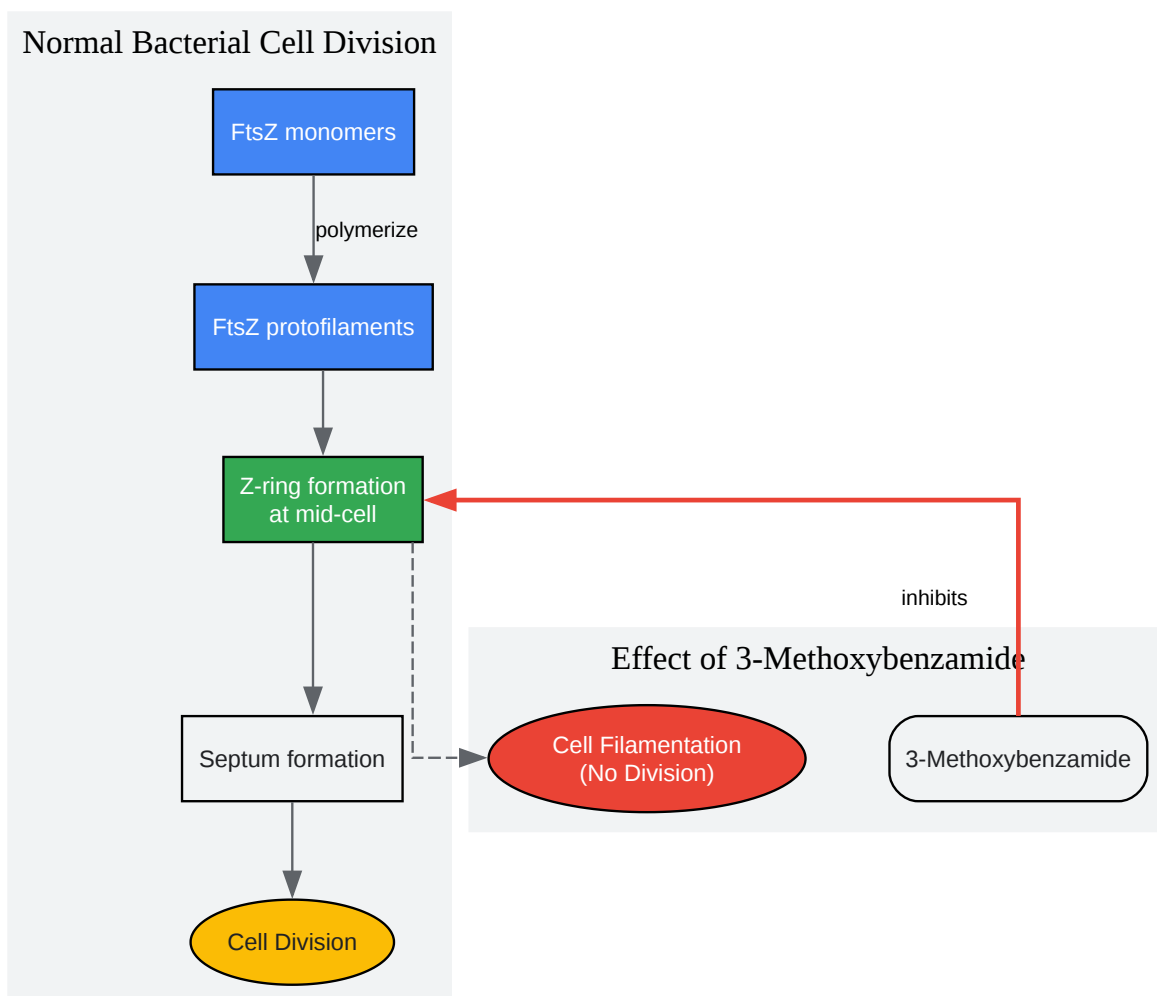 Normal Bacterial Cell Division
FtsZ monomers
polymerize
FtsZ protofilaments
Z-ring formation
at mid-cell
inhibits
Effect of 3-Methoxybenzamide
Septum formation
Cell Filamentation
(No Division)
3-Methoxybenzamide
Cell Division